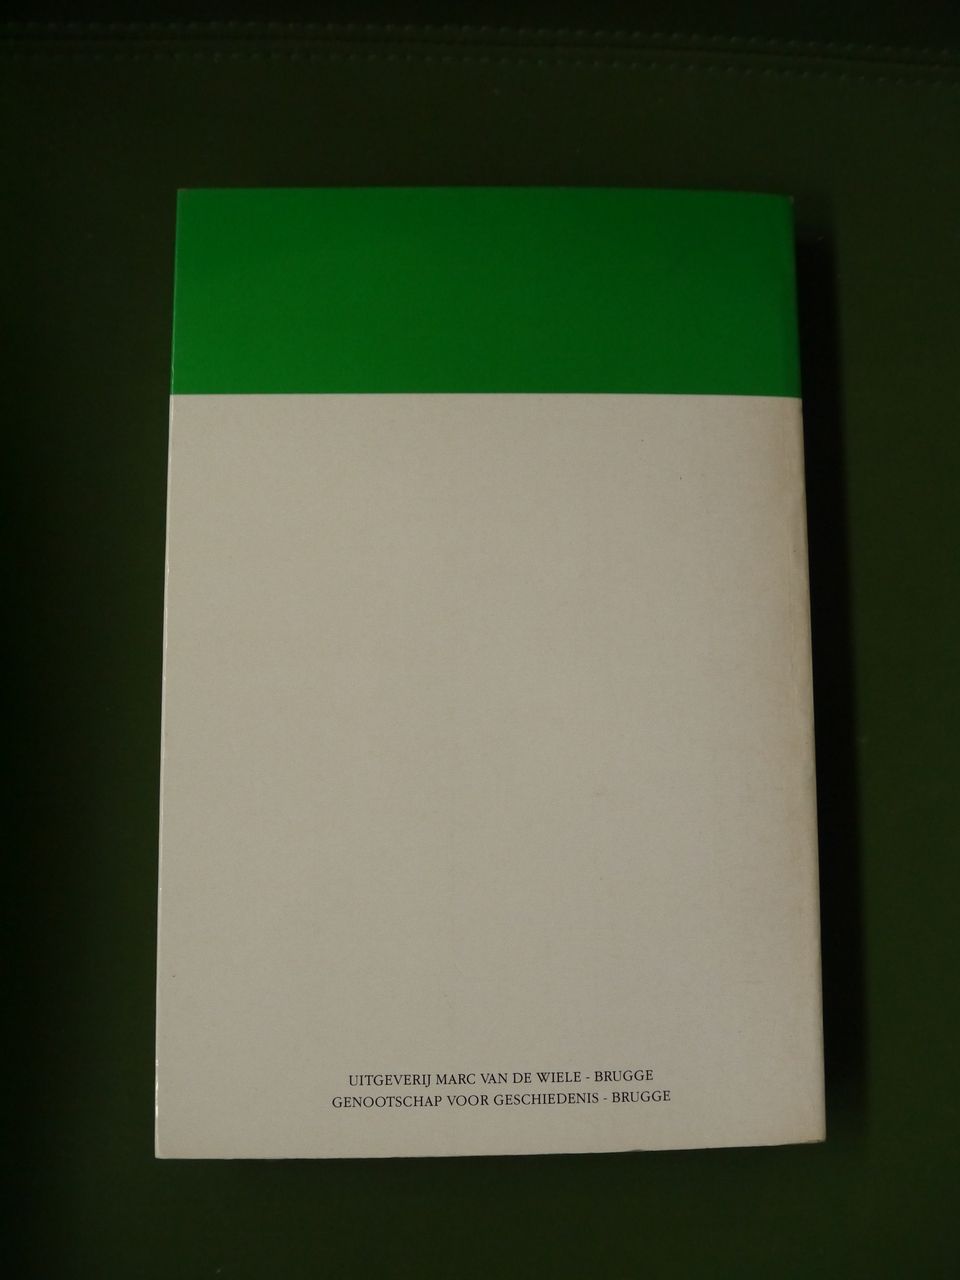 UITGEVERIJ MARC VAN DE WIELE - BRUGGE
GENOOTSCHAP VOOR GESCHIEDENIS - BRUGGE